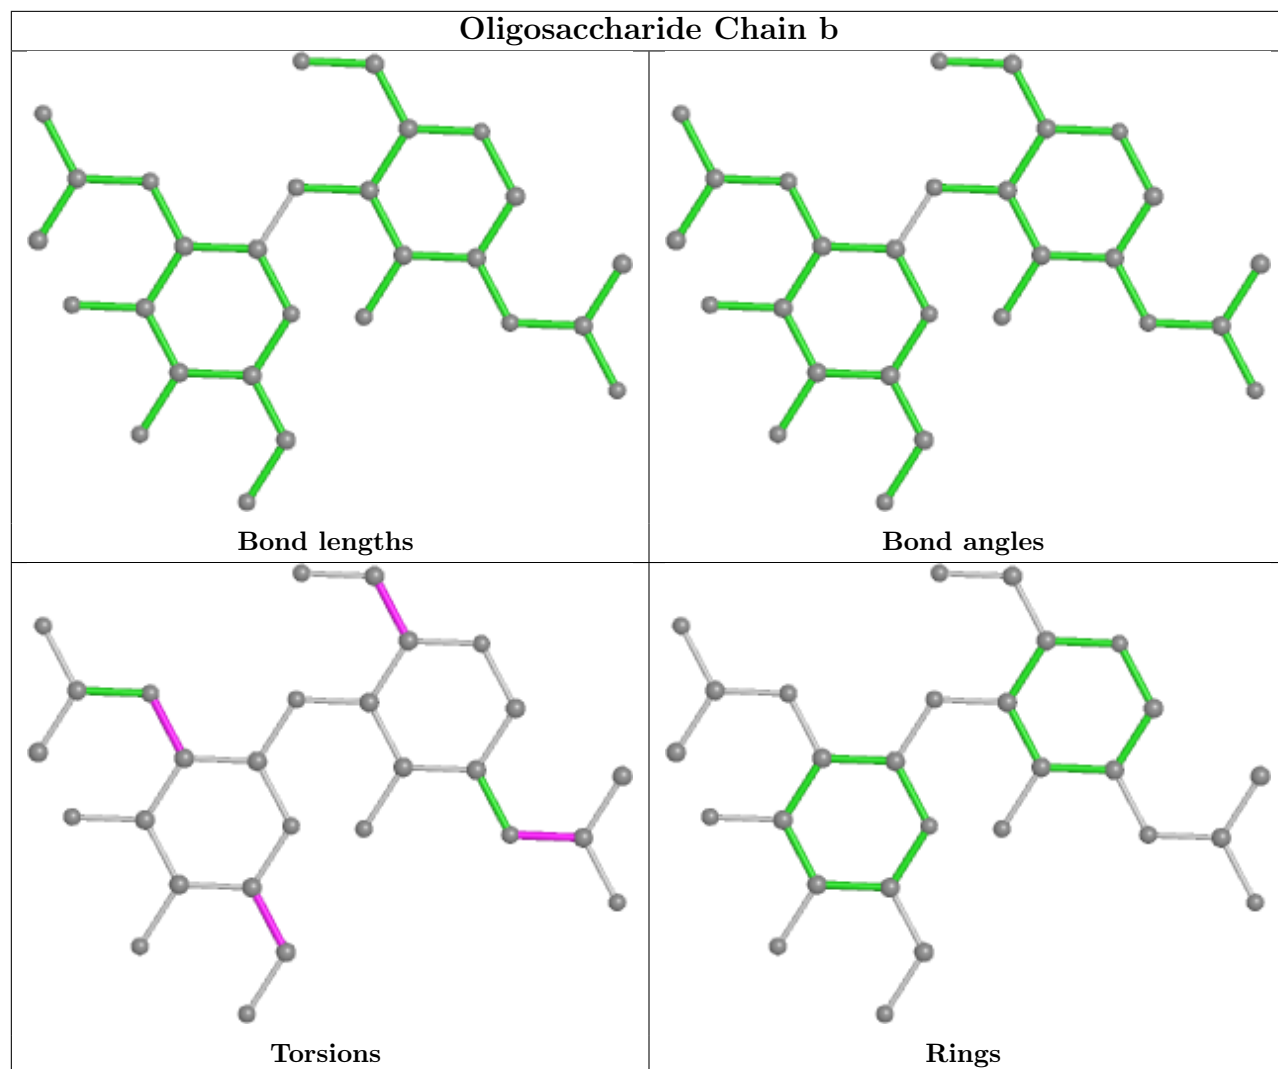 Oligosaccharide Chain b
Bond lengths
Bond angles
Torsions
Rings